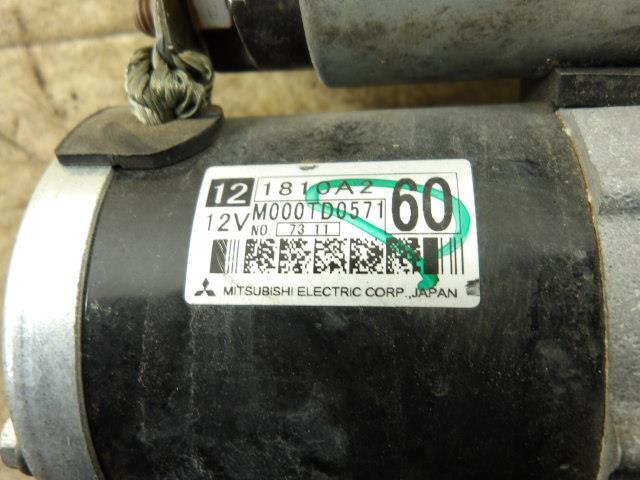 12 1810A2 60
12V M000TD0571
NO. 73 11
MITSUBISHI ELECTRIC CORP., JAPAN